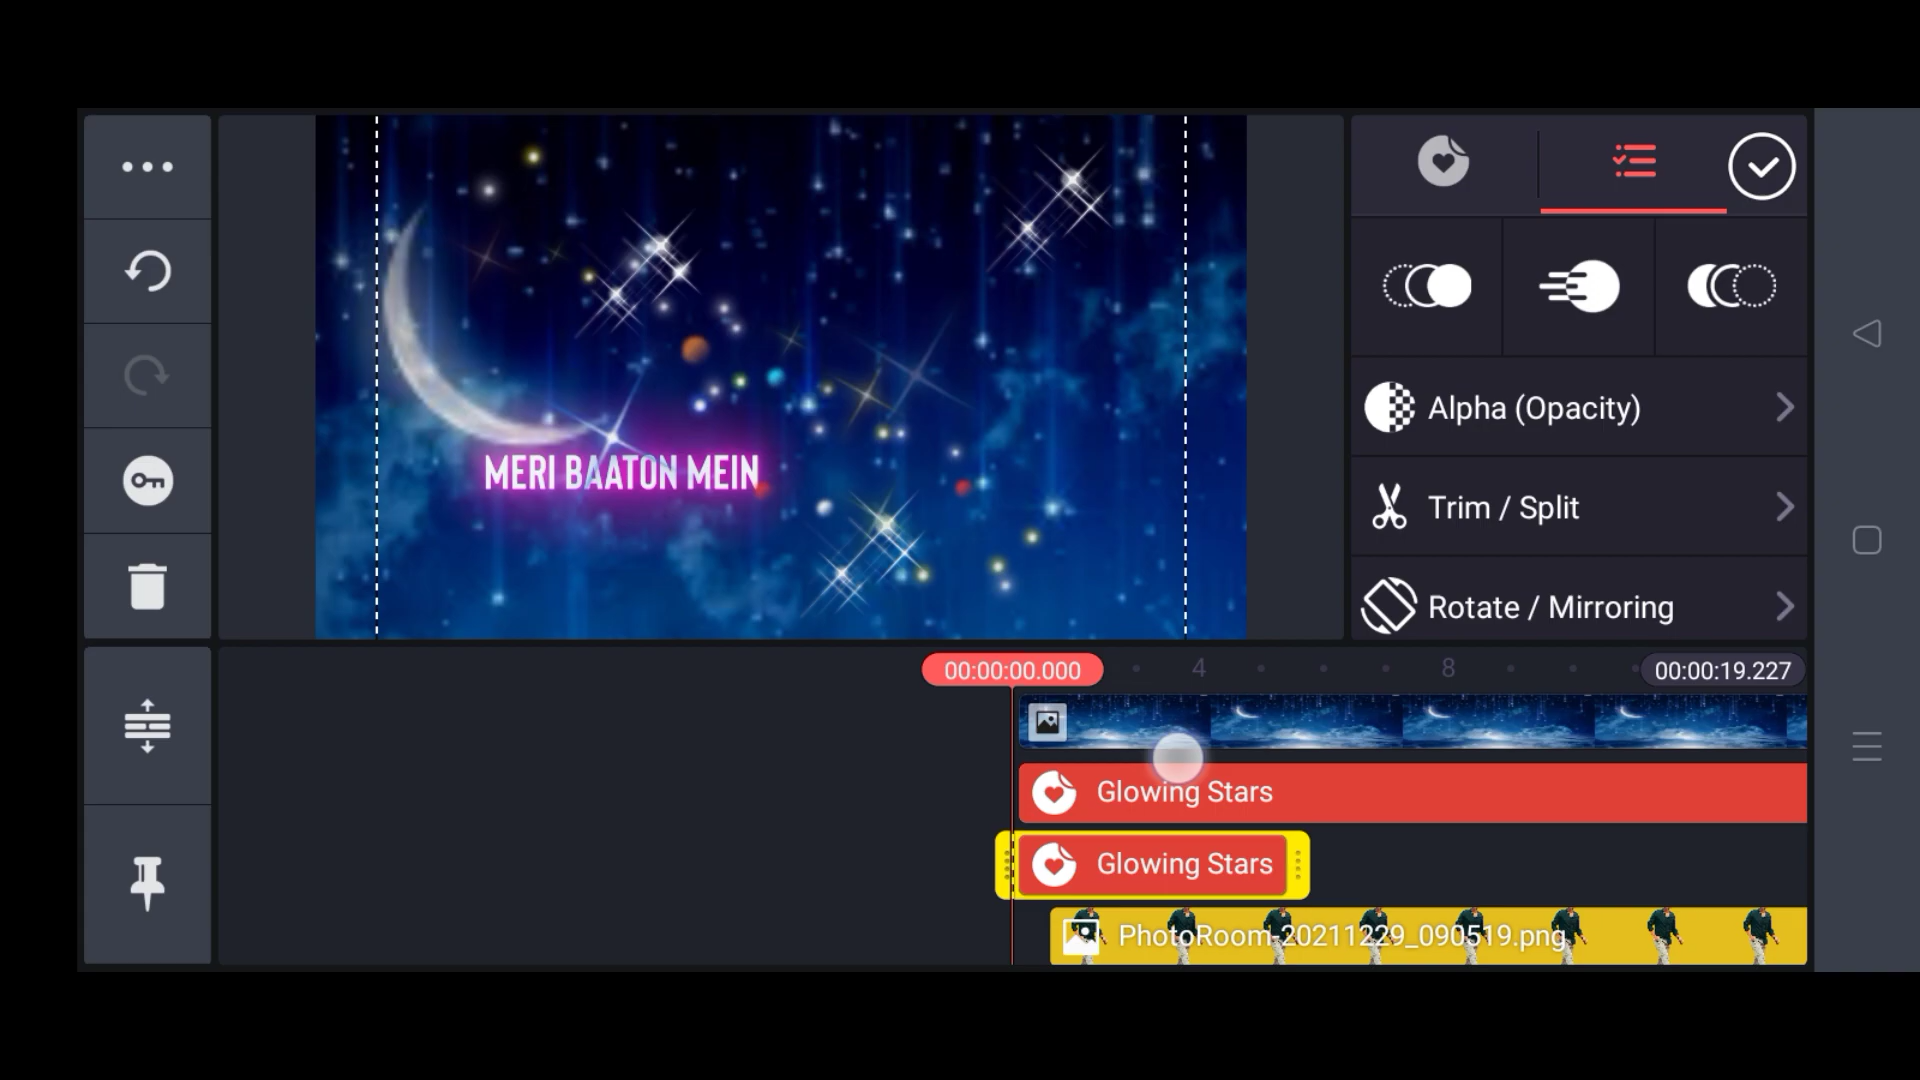 MERI BAATON MEIN
Alpha (Opacity)
Trim / Split
Rotate / Mirroring
00:00:00.000
4
8
00:00:19.227
Glowing Stars
Glowing Stars
PhotoRoom-20211229_090519.png